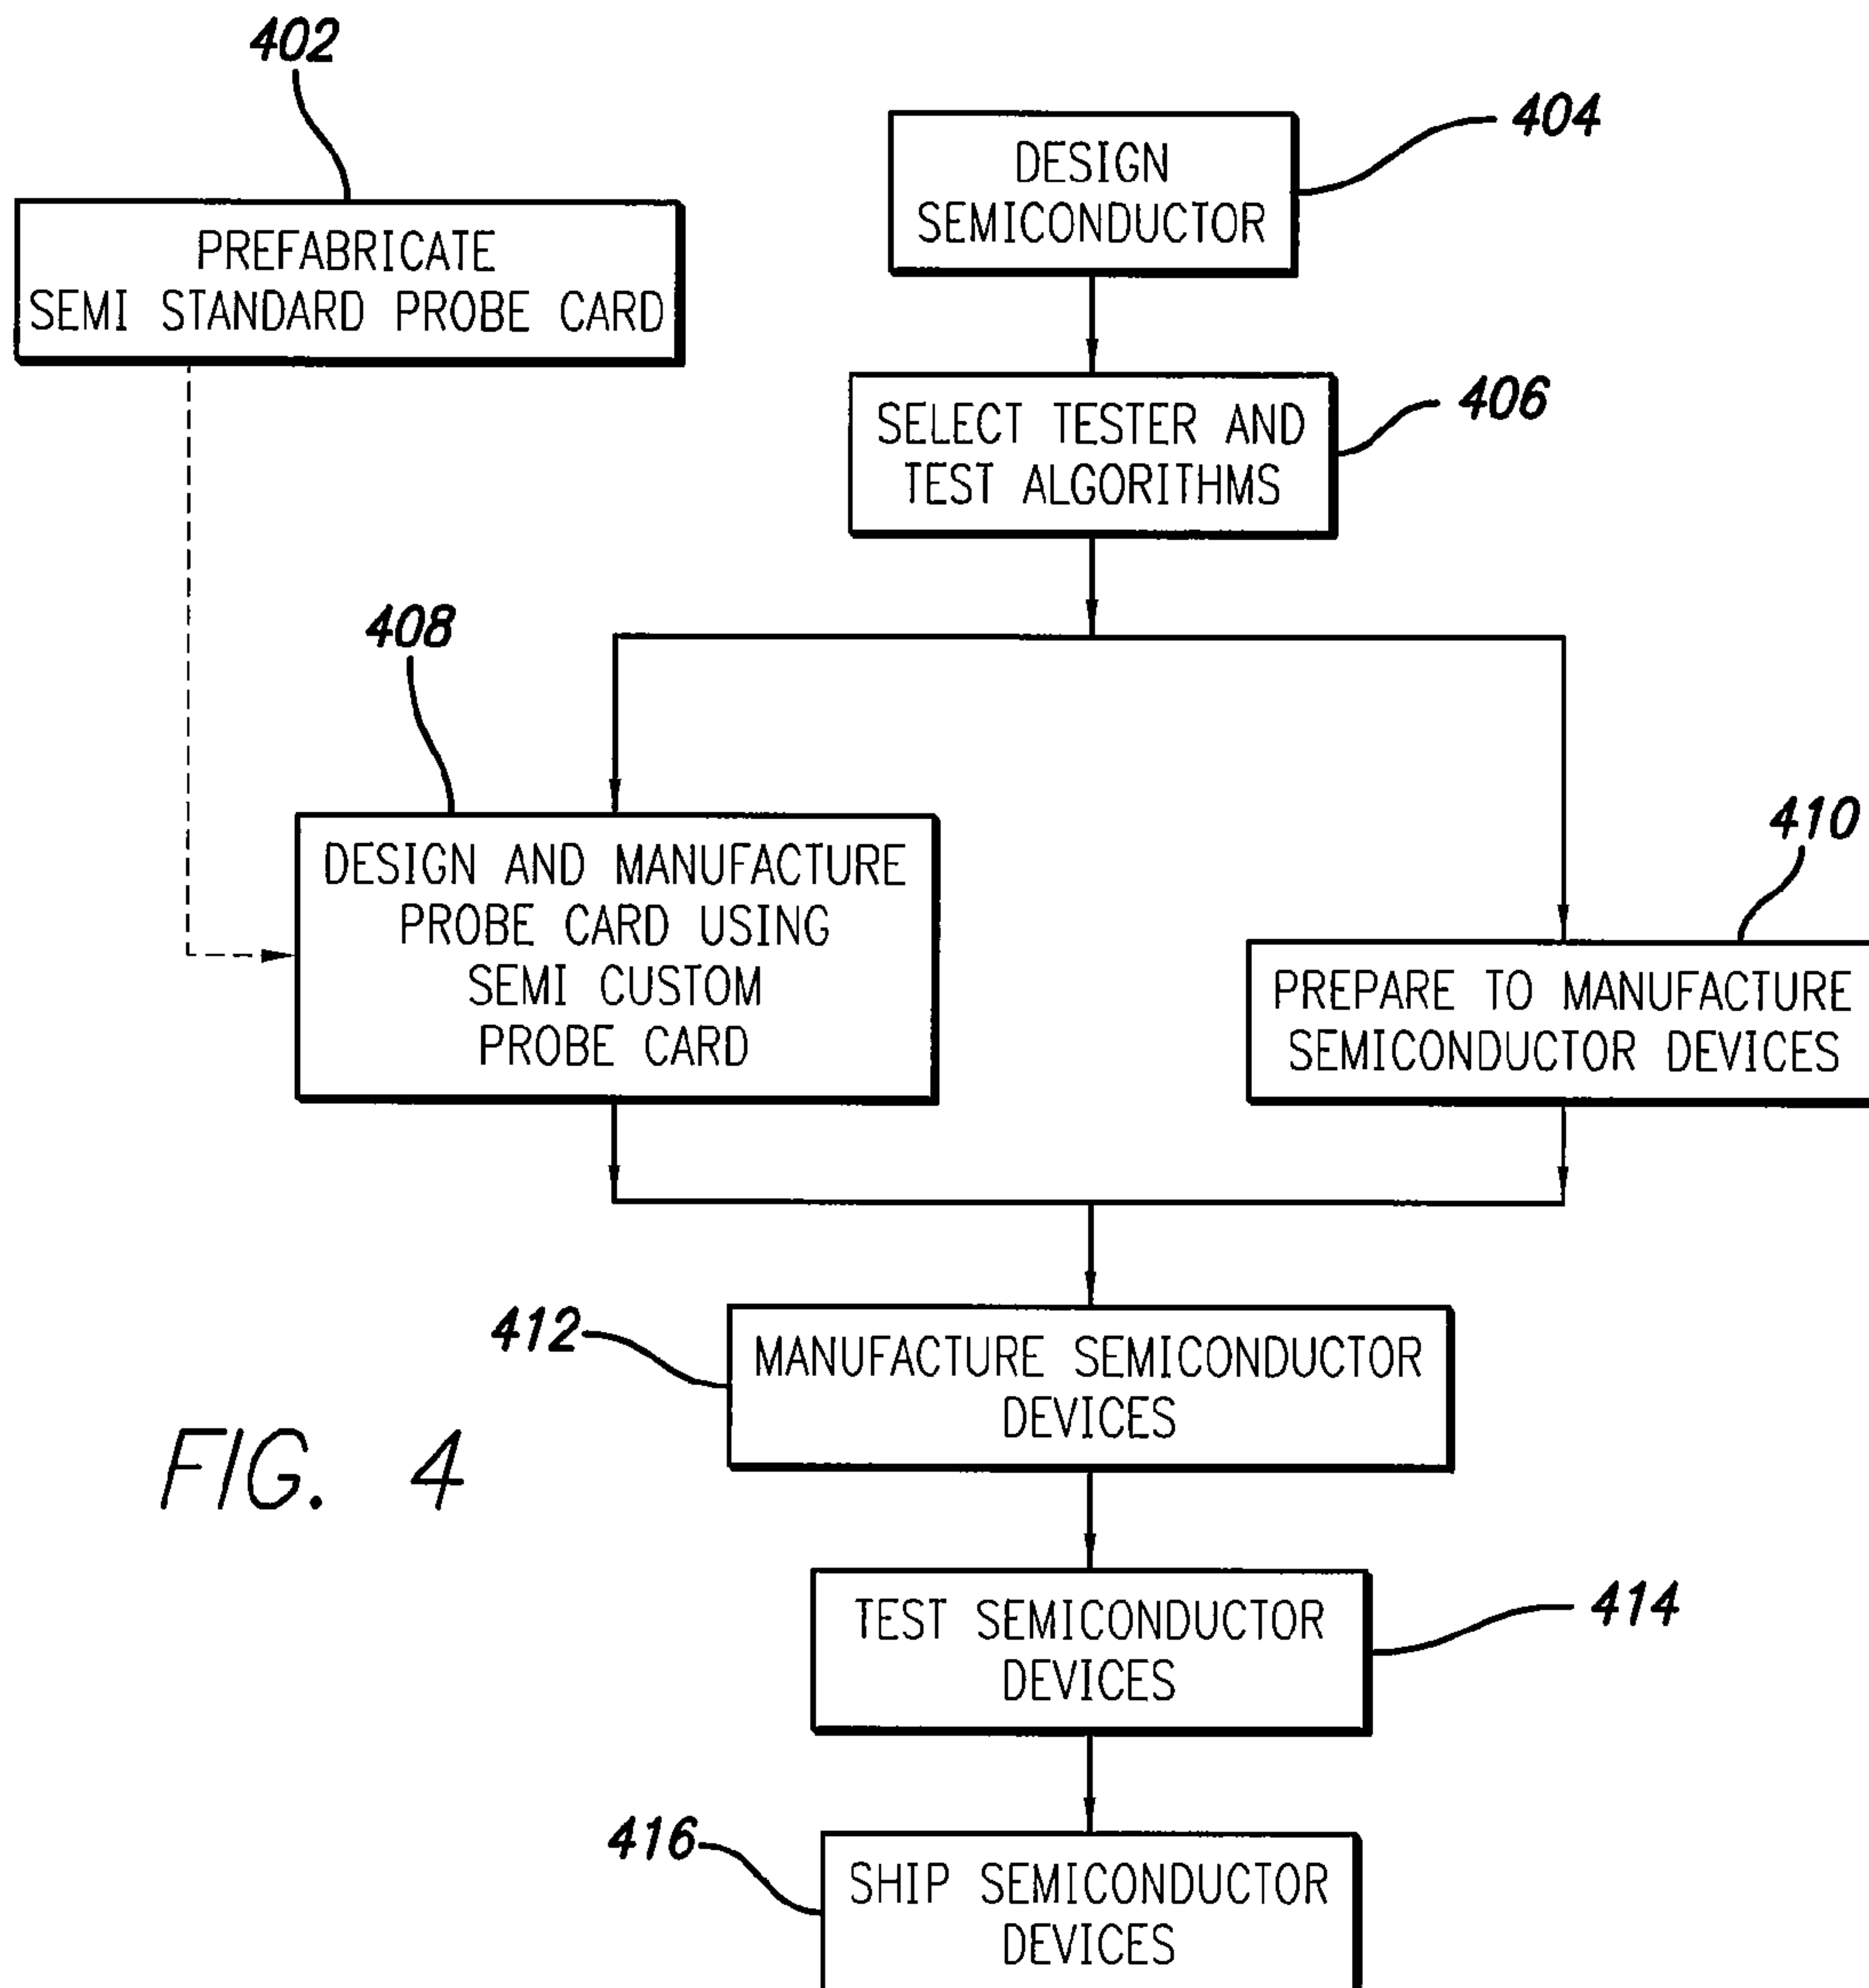 402
404
DESIGN
SEMICONDUCTOR
PREFABRICATE
SEMI STANDARD PROBE CARD
406
SELECT TESTER AND
TEST ALGORITHMS
408
410
DESIGN AND MANUFACTURE
PROBE CARD USING
SEMI CUSTOM
PROBE CARD
PREPARE TO MANUFACTURE
SEMICONDUCTOR DEVICES
412
MANUFACTURE SEMICONDUCTOR
DEVICES
FIG. 4
414
TEST SEMICONDUCTOR
DEVICES
416
SHIP SEMICONDUCTOR
DEVICES